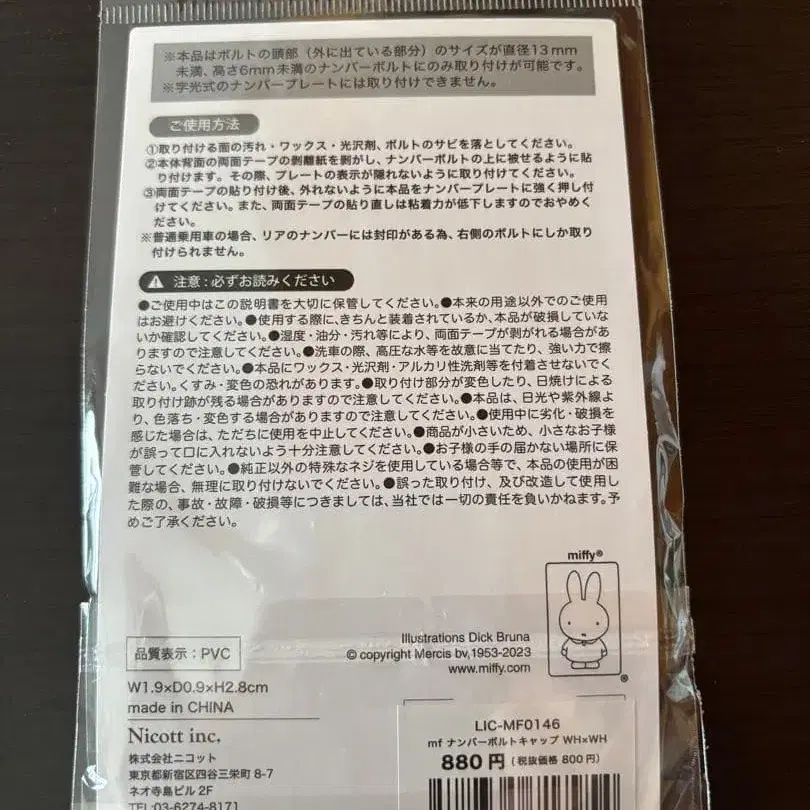 ※本品はボルトの頭部（外に出ている部分）のサイズが直径13mm
未満、高さ6mm未満のナンバーボルトにのみ取り付けが可能です。
※字光式のナンバープレートには取り付けできません。
ご使用方法
①取り付ける面の汚れ・ワックス・光沢剤、ボルトのサビを落としてください。
②本体背面の両面テープの剥離紙を剥がし、ナンバーボルトの上に被せるように貼
り付けます。その際、プレートの表示が隠れないように取り付けてください。
③両面テープの貼り付け後、外れないように本品をナンバープレートに強く押し付
けてください。また、両面テープの貼り直しは粘着力が低下しますのでおやめく
ださい。
※普通乗用車の場合、リアのナンバーには封印がある為、右側のボルトにしか取り
付けられません。
注意：必ずお読みください
●ご使用中はこの説明書を大切に保管してください。●本来の用途以外でのご使用
はお避けください。●使用する際に、きちんと装着されているか、本品が破損していな
いか確認してください。●湿度・油分・汚れ等により、両面テープが剥がれる場合があ
りますので注意してください。●洗車の際、高圧な水等を故意に当てたり、強い力で擦
らないでください。●本品にワックス・光沢剤・アルカリ性洗剤等を付着させないでく
ださい。くすみ・変色の恐れがあります。●取り付け部分が変色したり、日焼けによる
取り付け跡が残る場合がありますので注意してください。●本品は、日光や紫外線よ
り、色落ち・変色する場合がありますので注意してください。●使用中に劣化・破損を
感じた場合は、ただちに使用を中止してください。●商品が小さいため、小さなお子様
が誤って口に入れないよう十分注意してください。●お子様の手の届かない場所に保
管してください。●純正以外の特殊なネジを使用している場合等で、本品の使用が困
難な場合、無理に取り付けないでください。●誤った取り付け、及び改造して使用し
た際の、事故・故障・破損等につきましては、当社では一切の責任を負いかねます。予
めご了承ください。
miffy®
Illustrations Dick Bruna
© copyright Mercis bv,1953-2023
www.miffy.com
®
品質表示：PVC
W1.9×D0.9×H2.8cm
made in CHINA
Nicott inc.
株式会社ニコット
東京都新宿区四谷三栄町 8-7
ネオ寺島ビル 2F
TEL:03-6274-8171
LIC-MF0146
mf ナンバーボルトキャップ WH×WH
880円（税抜価格 800円）